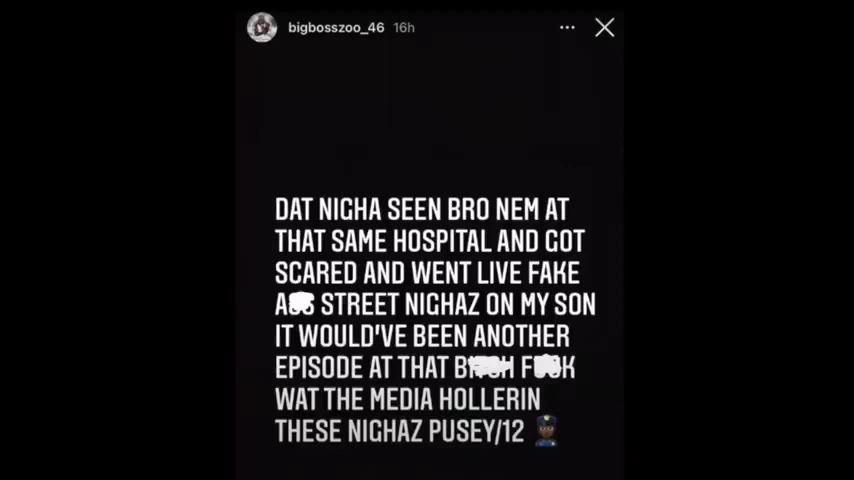 bigbosszoo_46 16h
DAT NIGHA SEEN BRO NEM AT
THAT SAME HOSPITAL AND GOT
SCARED AND WENT LIVE FAKE
STREET NIGHAZ ON MY SON
IT WOULD'VE BEEN ANOTHER
EPISODE AT THAT
WAT THE MEDIA HOLLERIN
THESE NIGHAZ PUSEY/12